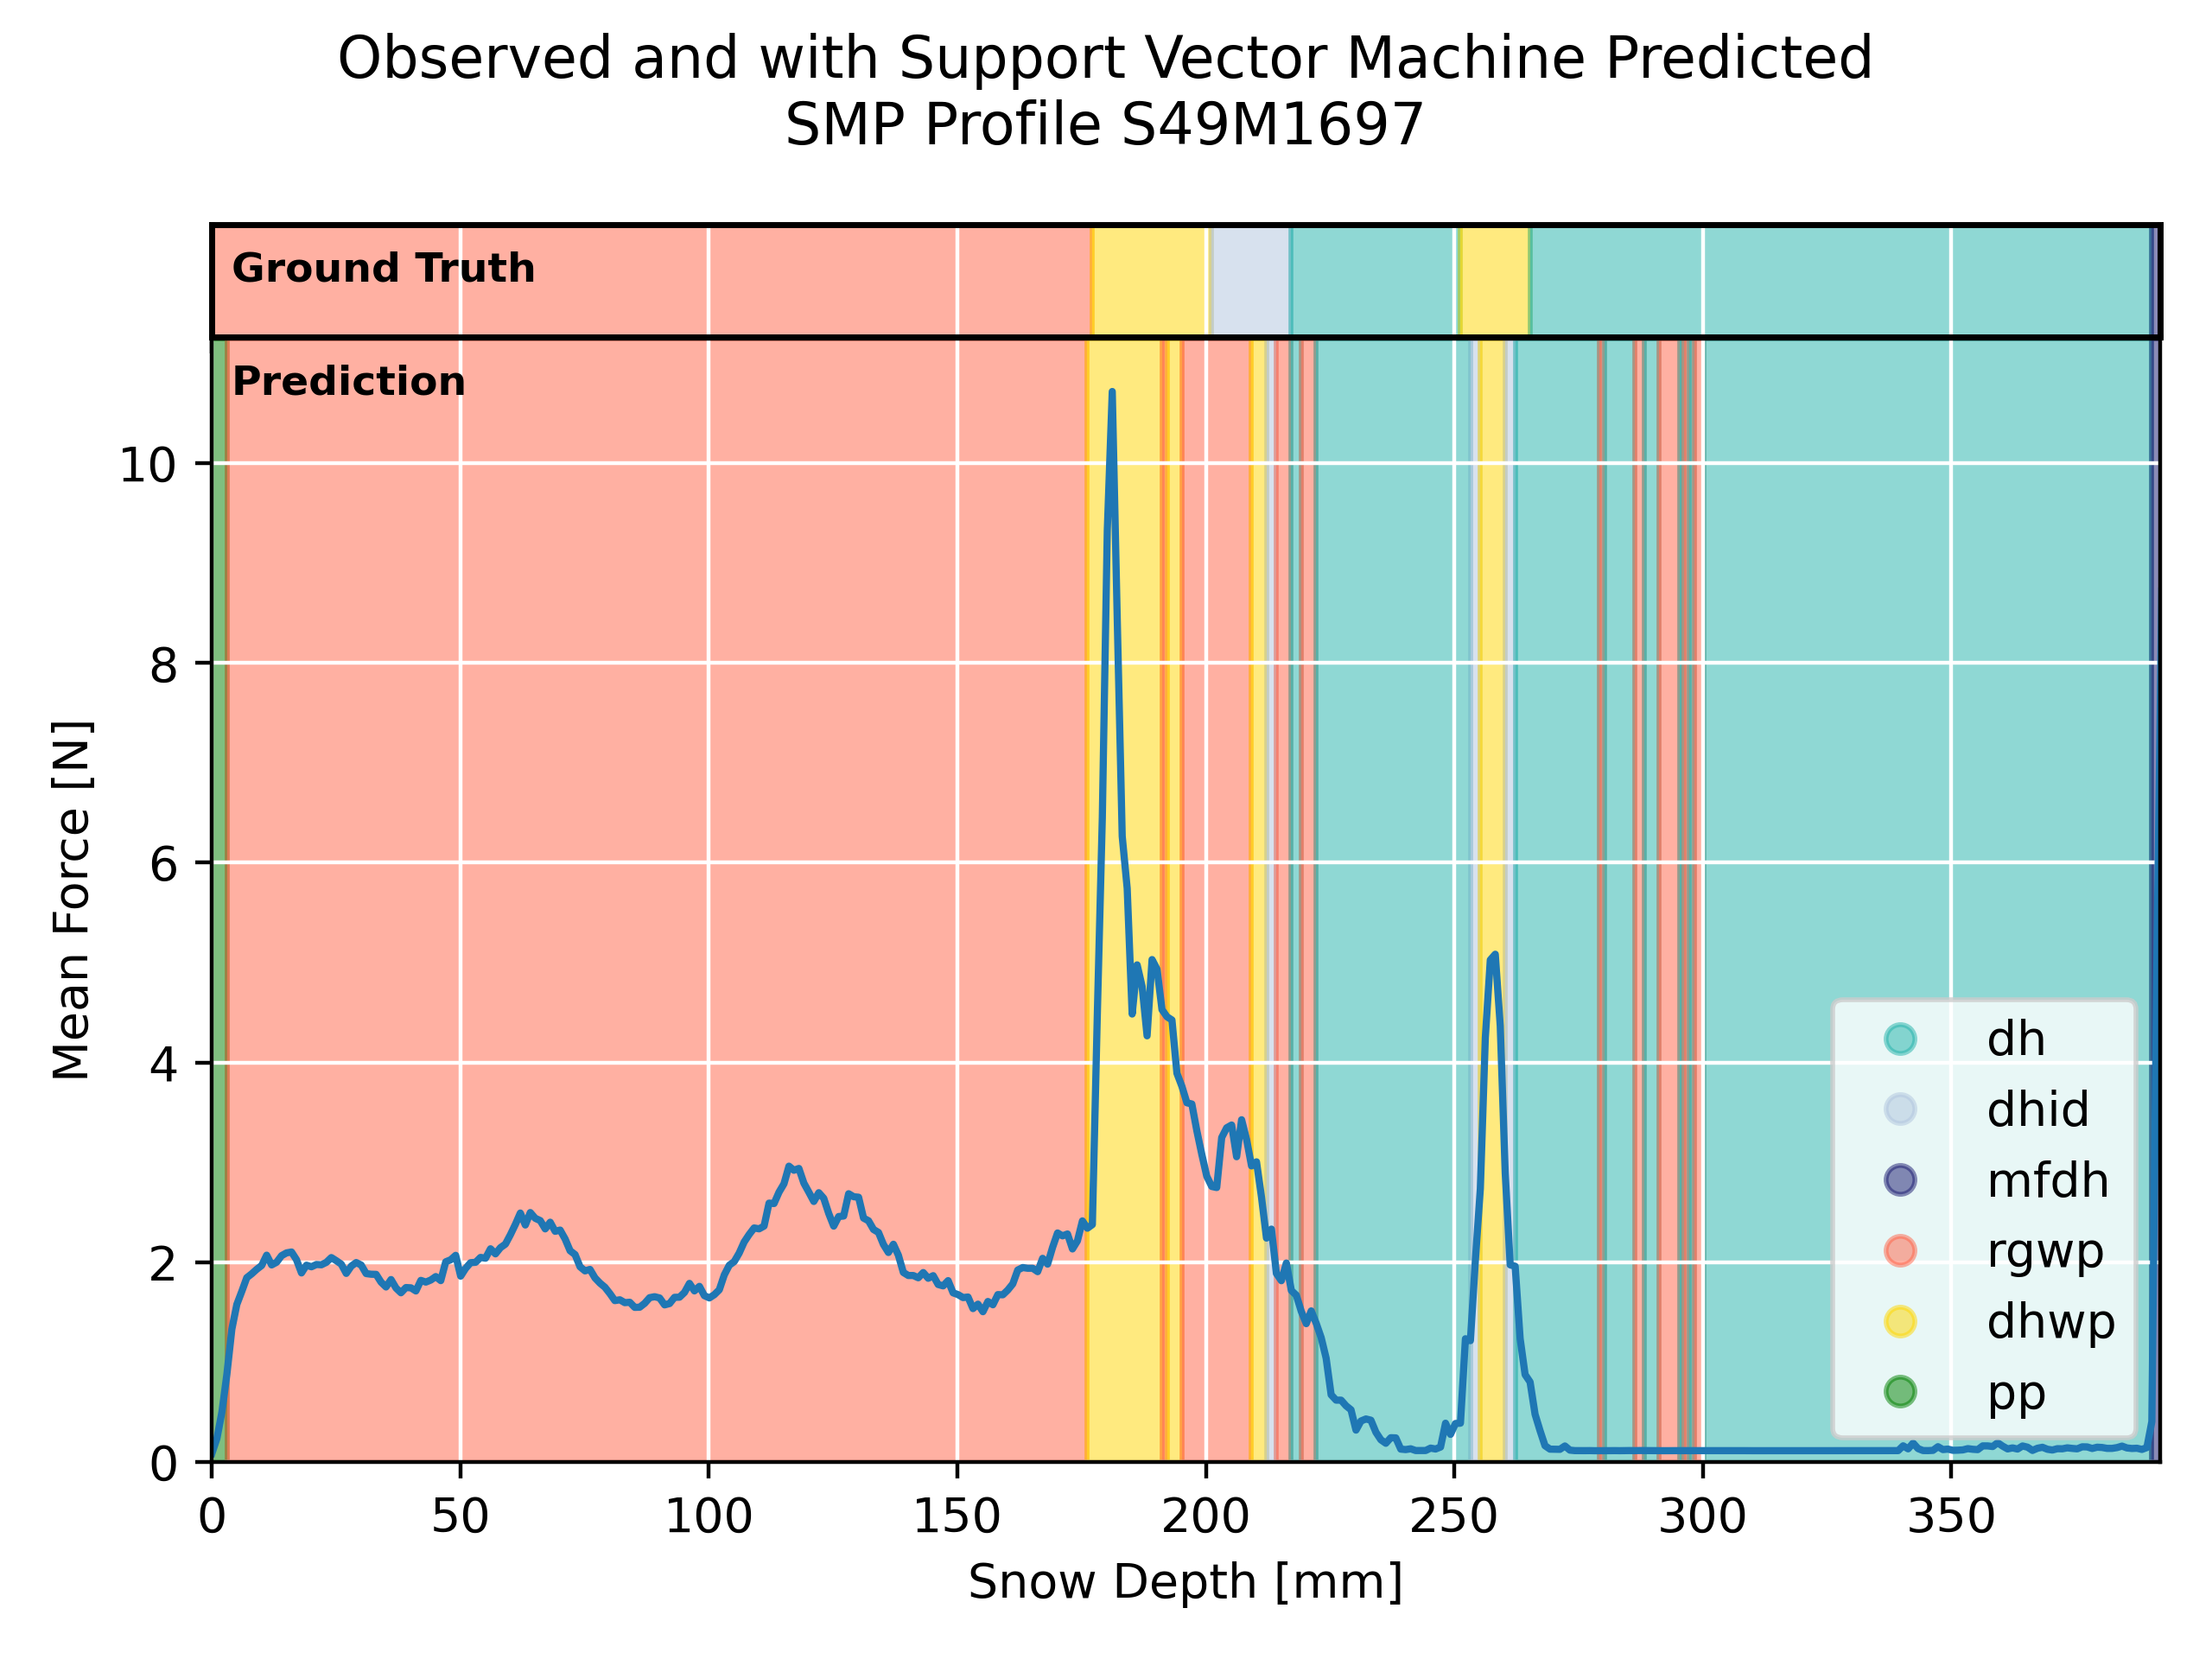 Observed and with Support Vector Machine Predicted
SMP Profile S49M1697
Ground Truth
Prediction
10
8
6
4
2
0
Mean Force [N]
dh
dhid
mfdh
rgwp
dhwp
pp
0 50 100 150 200 250 300 350
Snow Depth [mm]